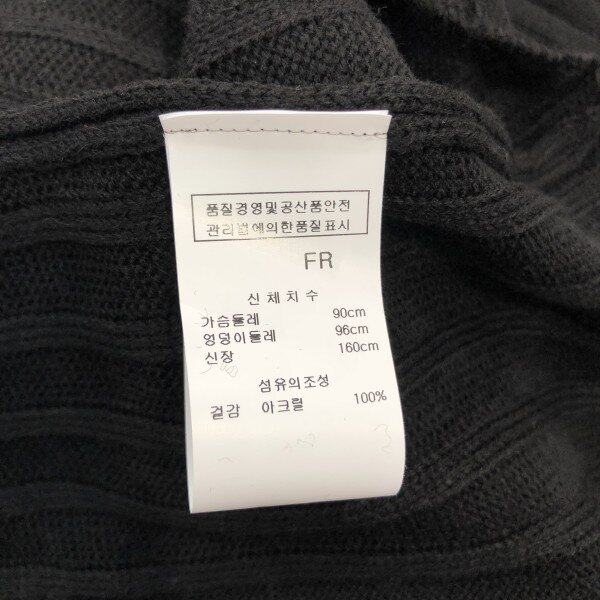 품질경영및공산품안전
관리법에의한품질표시
FR
신 체 치 수
가슴둘레 90cm
엉덩이둘레 96cm
신장 160cm
섬유의조성
겉감 아크릴 100%